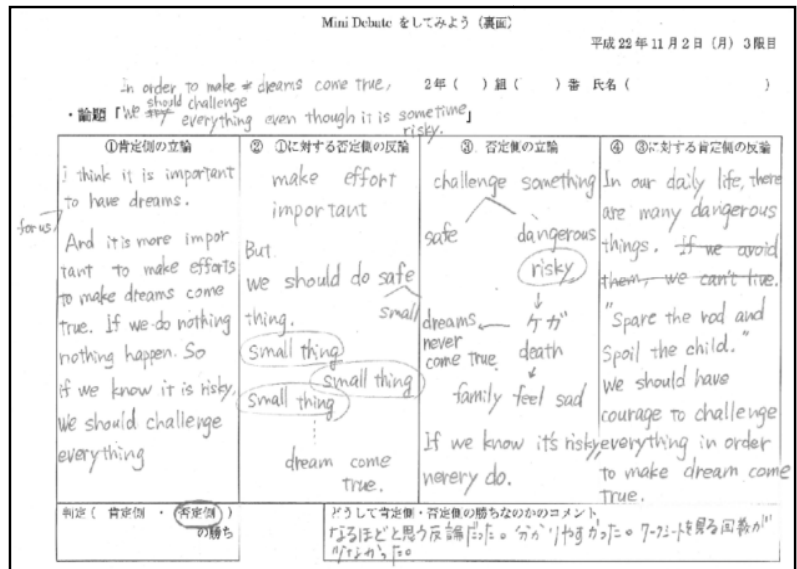 Mini Debate をしてみよう（裏面）
平成 22 年 11 月 2 日（月）3 限目
In order to make dreams come true,
2年（　　）組（　　）番　氏名（　　　　　）
・論題「We should challenge
everything even though it is sometime
risky.」
①肯定側の立論
i think it is important
to have dreams.
for us
And it is more impor
tant to make efforts
to make dreams come
true. If we do nothing
nothing happen. So
if we know it is risky,
we should challenge
everything
② ①に対する否定側の反論
make effort
important
But
we should do safe
small
thing.
small thing
small thing
small thing
dream come
true.
③ 否定側の立論
challenge something
safe dangerous
risky
dreams never come true
ケガ
death
family feel sad
If we know it's risky,
nerery do.
④ ③に対する肯定側の反論
In our daily life, there
are many dangerous
things. If we avoid
them, we can't live.
"Spare the rod and
Spoil the child."
we should have
courage to challenge
everything in order
to make dream come
true.
判定（ 肯定側 ・ 否定側 ）
の勝ち
どうして肯定側・否定側の勝ちなのかのコメント
なるほどと思う反論だった。分かりやすかった。ワークシートを見る回数が
少なかった。